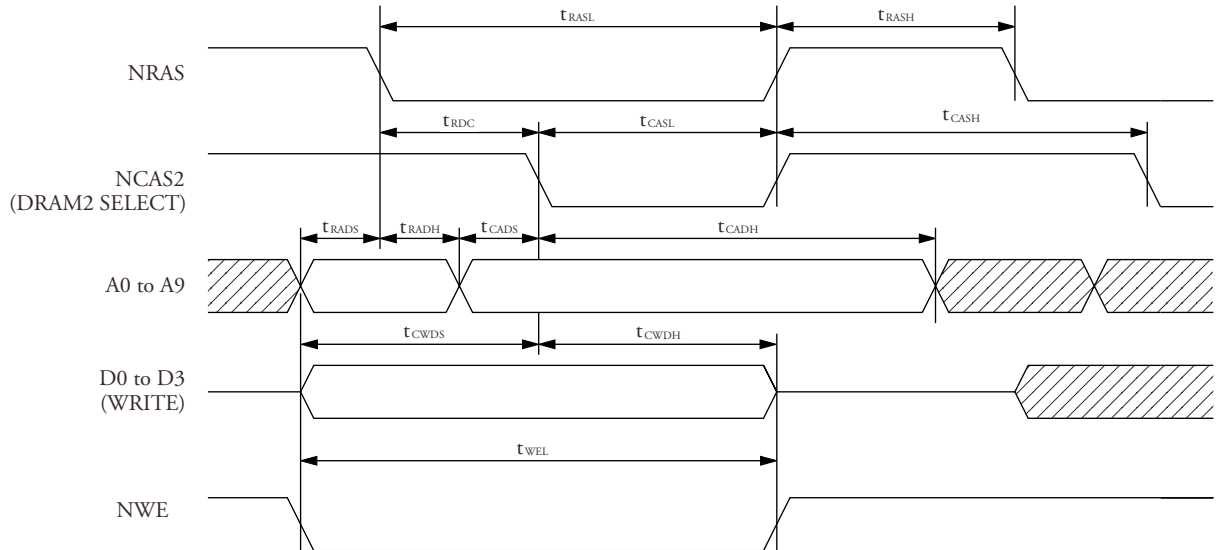 tRASL tRASH
NRAS
tRDC tCASL tCASH
NCAS2
(DRAM2 SELECT)
tRADS tRADH tCADS tCADH
A0 to A9
tCWDS tCWDH
D0 to D3
(WRITE)
tWEL
NWE